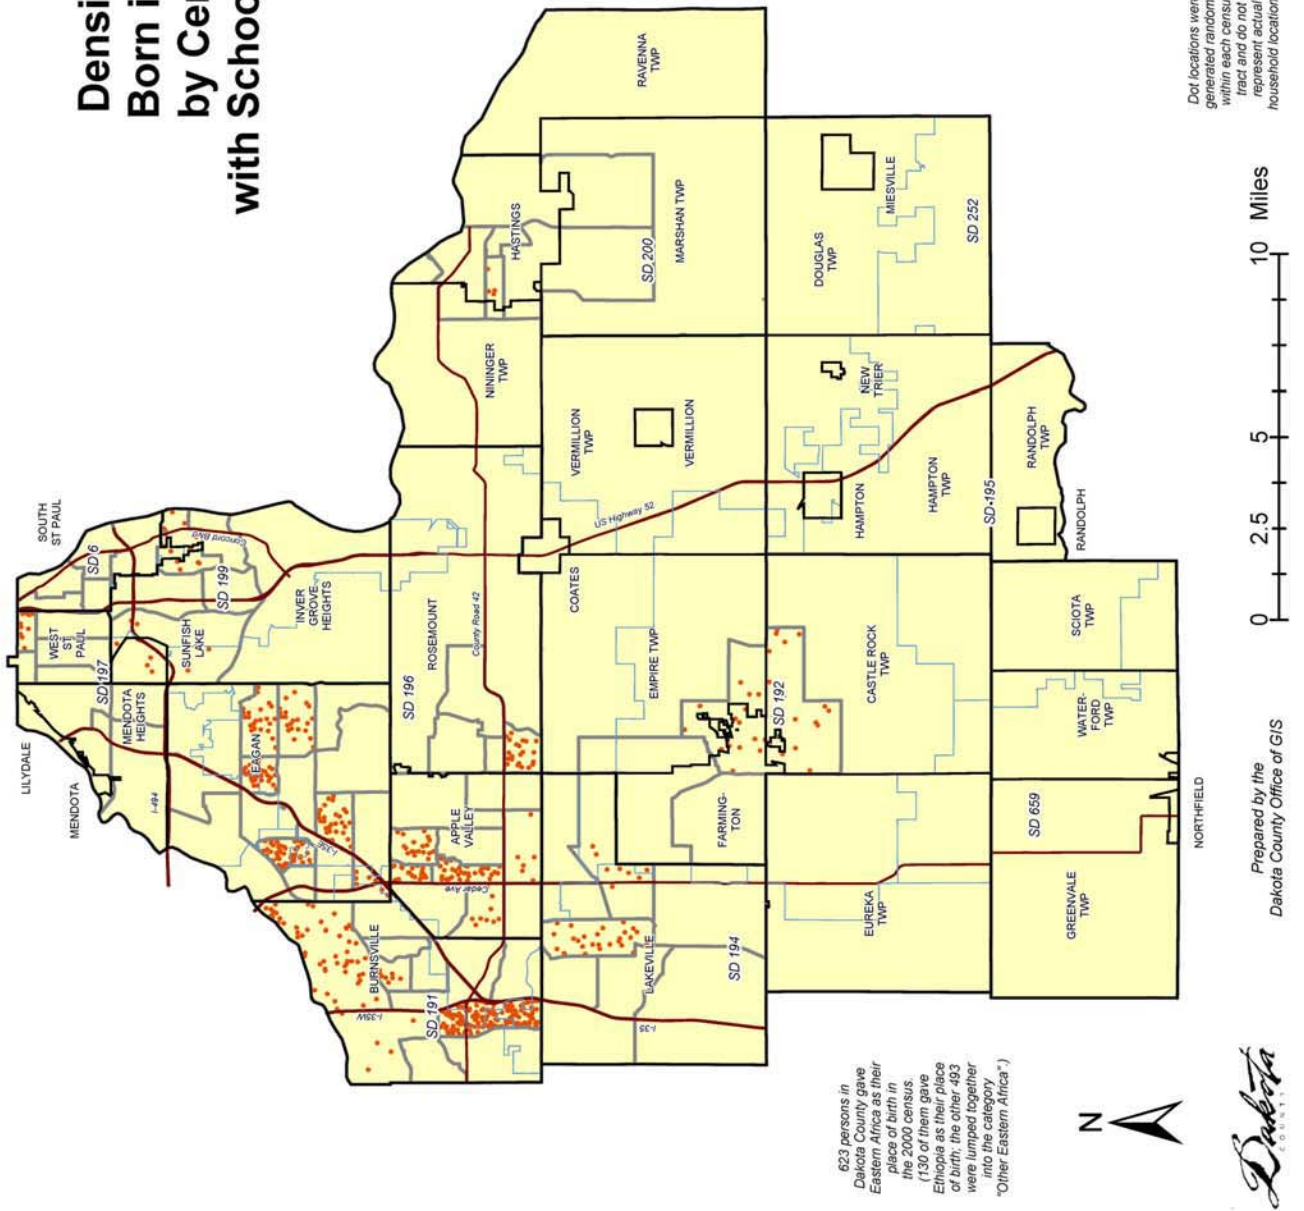 Densi
Born i
by Cen
with Schoo
Dot locations wer
generated random
within each censu
tract and do not
represent actual
household location
LILYDALE
MENDOTA
SOUTH
ST PAUL
WEST
ST
PAUL
SD 6
SD 197
MENDOTA
HEIGHTS
I-494
SUNFISH
LAKE
SD 199
Concord Blvd
INVER
GROVE
HEIGHTS
EAGAN
I-35E
BURNSVILLE
I-35W
SD 191
APPLE
VALLEY
Cedar Ave
SD 196
ROSEMOUNT
County Road 42
COATES
NININGER
TWP
HASTINGS
RAVENNA
TWP
SD 200
MARSHAN TWP
VERMILLION
TWP
VERMILLION
US Highway 52
EMPIRE TWP
FARMING-
TON
LAKEVILLE
SD 194
I-35
SD 192
CASTLE ROCK
TWP
EUREKA
TWP
HAMPTON
HAMPTON
TWP
NEW
TRIER
DOUGLAS
TWP
MIESVILLE
SD 252
SD 195
RANDOLPH
TWP
RANDOLPH
SCIOTA
TWP
WATER-
FORD
TWP
SD 659
GREENVALE
TWP
NORTHFIELD
623 persons in
Dakota County gave
Eastern Africa as their
place of birth in
the 2000 census.
(130 of them gave
Ethiopia as their place
of birth; the other 493
were lumped together
into the category
"Other Eastern Africa".)
N
Dakota
COUNTY
Prepared by the
Dakota County Office of GIS
0 2.5 5 10 Miles